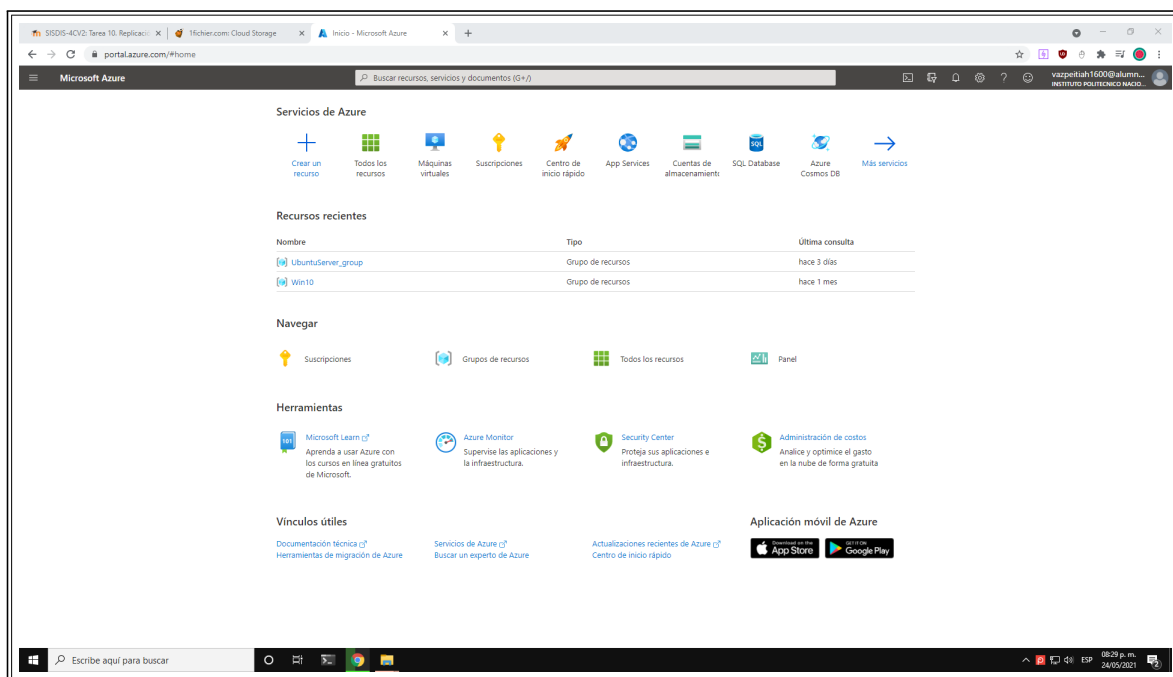 SISDIS-4CV2: Tarea 10. Replicació
1fichier.com: Cloud Storage
Inicio - Microsoft Azure
portal.azure.com/#home
Microsoft Azure
Buscar recursos, servicios y documentos (G+/)
vazpeitiah1600@alumn...
INSTITUTO POLITECNICO NACIO...
Servicios de Azure
Crear un recurso
Todos los recursos
Máquinas virtuales
Suscripciones
Centro de inicio rápido
App Services
Cuentas de almacenamiento
SQL
SQL Database
Azure Cosmos DB
Más servicios
Recursos recientes
Nombre Tipo Última consulta
UbuntuServer_group Grupo de recursos hace 3 días
Win10 Grupo de recursos hace 1 mes
Navegar
Suscripciones
Grupos de recursos
Todos los recursos
Panel
Herramientas
101
Microsoft Learn
Aprenda a usar Azure con
los cursos en línea gratuitos
de Microsoft.
Azure Monitor
Supervise las aplicaciones y
la infraestructura.
Security Center
Proteja sus aplicaciones e
infraestructura.
Administración de costos
Analice y optimice el gasto
en la nube de forma gratuita
Vínculos útiles
Documentación técnica
Servicios de Azure
Actualizaciones recientes de Azure
Herramientas de migración de Azure
Buscar un experto de Azure
Centro de inicio rápido
Aplicación móvil de Azure
Download on the
App Store
GET IT ON
Google Play
Escribe aquí para buscar
ESP
08:29 p. m.
24/05/2021